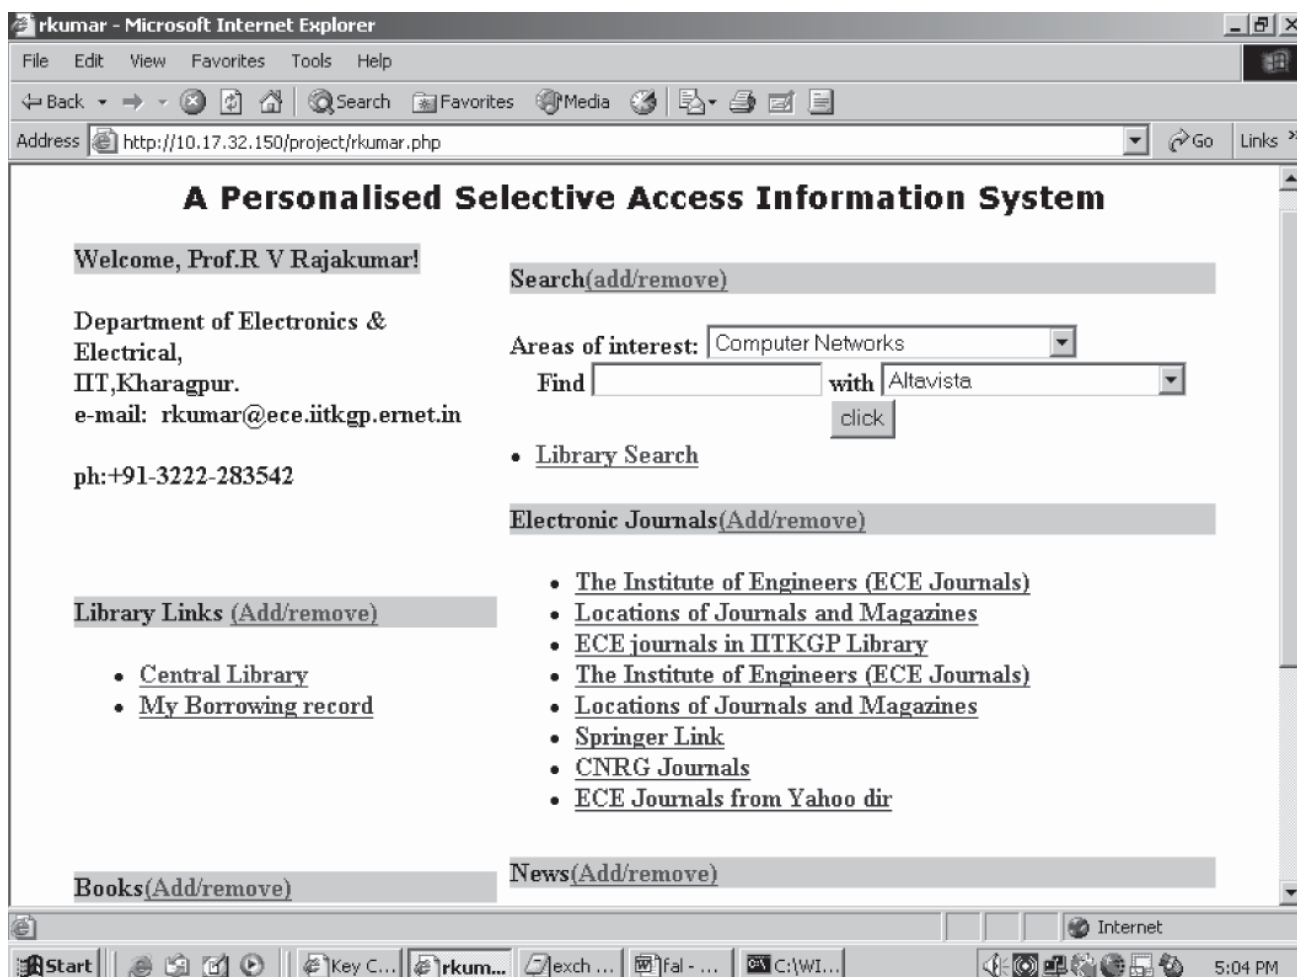 rkumar - Microsoft Internet Explorer
File Edit View Favorites Tools Help
Back Search Favorites Media
Address http://10.17.32.150/project/rkumar.php Go Links »
A Personalised Selective Access Information System
Welcome, Prof.R V Rajakumar!
Department of Electronics &
Electrical,
IIT,Kharagpur.
e-mail: rkumar@ece.iitkgp.ernet.in
ph:+91-3222-283542
Library Links (Add/remove)
• Central Library
• My Borrowing record
Books(Add/remove)
Search(add/remove)
Areas of interest: Computer Networks
Find with Altavista
click
• Library Search
Electronic Journals(Add/remove)
• The Institute of Engineers (ECE Journals)
• Locations of Journals and Magazines
• ECE journals in IITKGP Library
• The Institute of Engineers (ECE Journals)
• Locations of Journals and Magazines
• Springer Link
• CNRG Journals
• ECE Journals from Yahoo dir
News(Add/remove)
Internet
Start Key C... rkum... exch ... fal - ... C:\WI... 5:04 PM